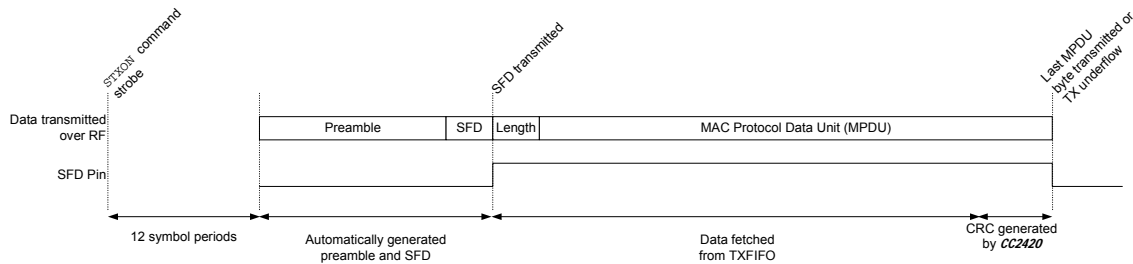 STXON command
strobe
SFD transmitted
Last MPDU
byte transmitted or
TX underflow
Data transmitted
over RF
Preamble
SFD
Length
MAC Protocol Data Unit (MPDU)
SFD Pin
12 symbol periods
Automatically generated
preamble and SFD
Data fetched
from TXFIFO
CRC generated
by CC2420